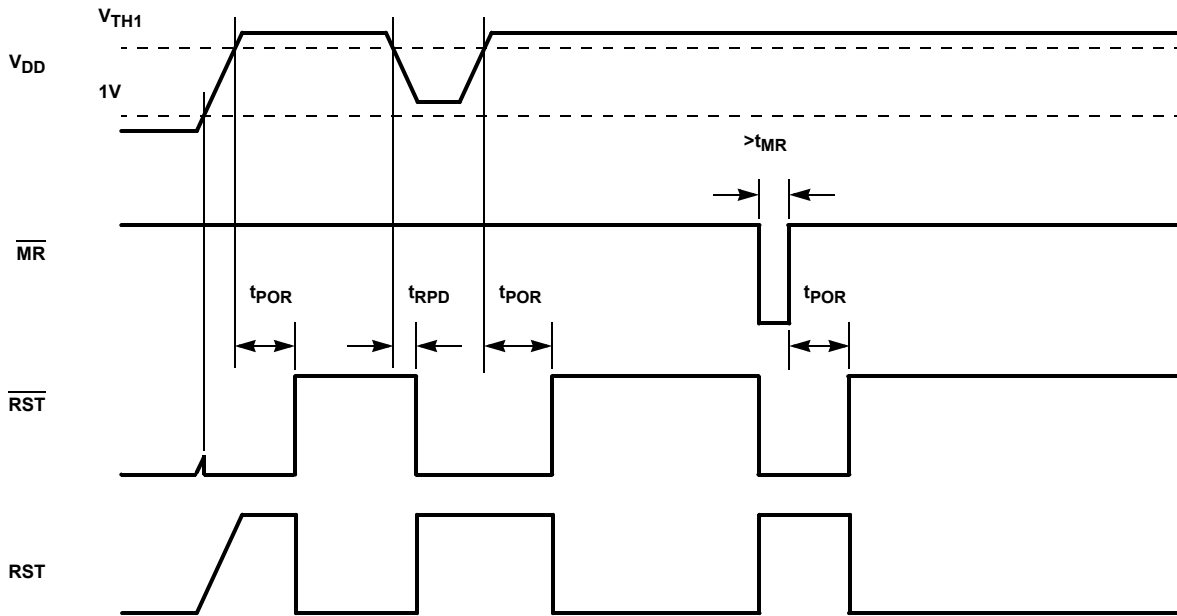 VTH1
VDD
1V
>tMR
MR
tPOR
tRPD
tPOR
tPOR
RST
RST